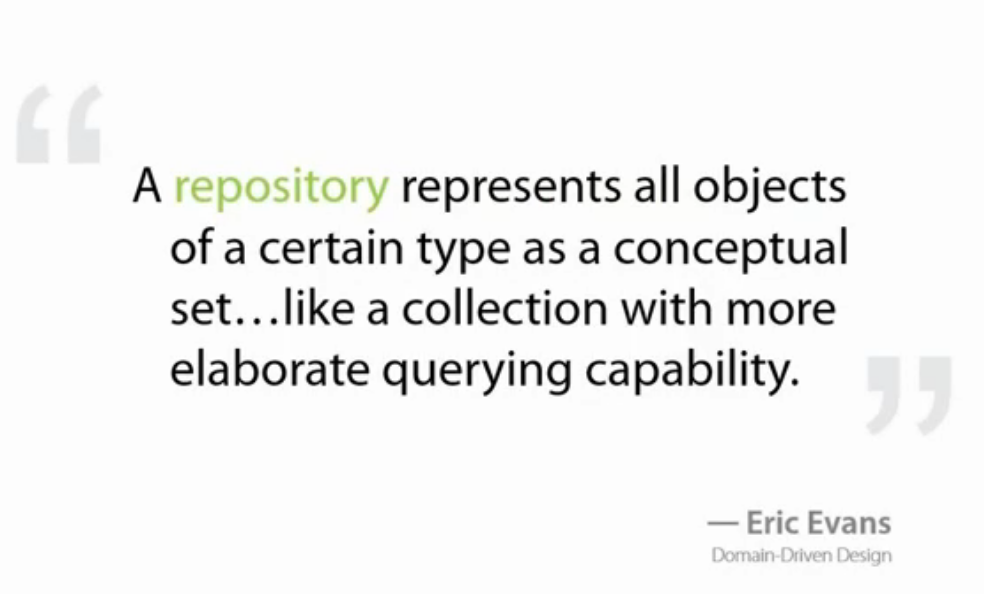 “
A repository represents all objects
of a certain type as a conceptual
set…like a collection with more
elaborate querying capability.
”
— Eric Evans
Domain-Driven Design